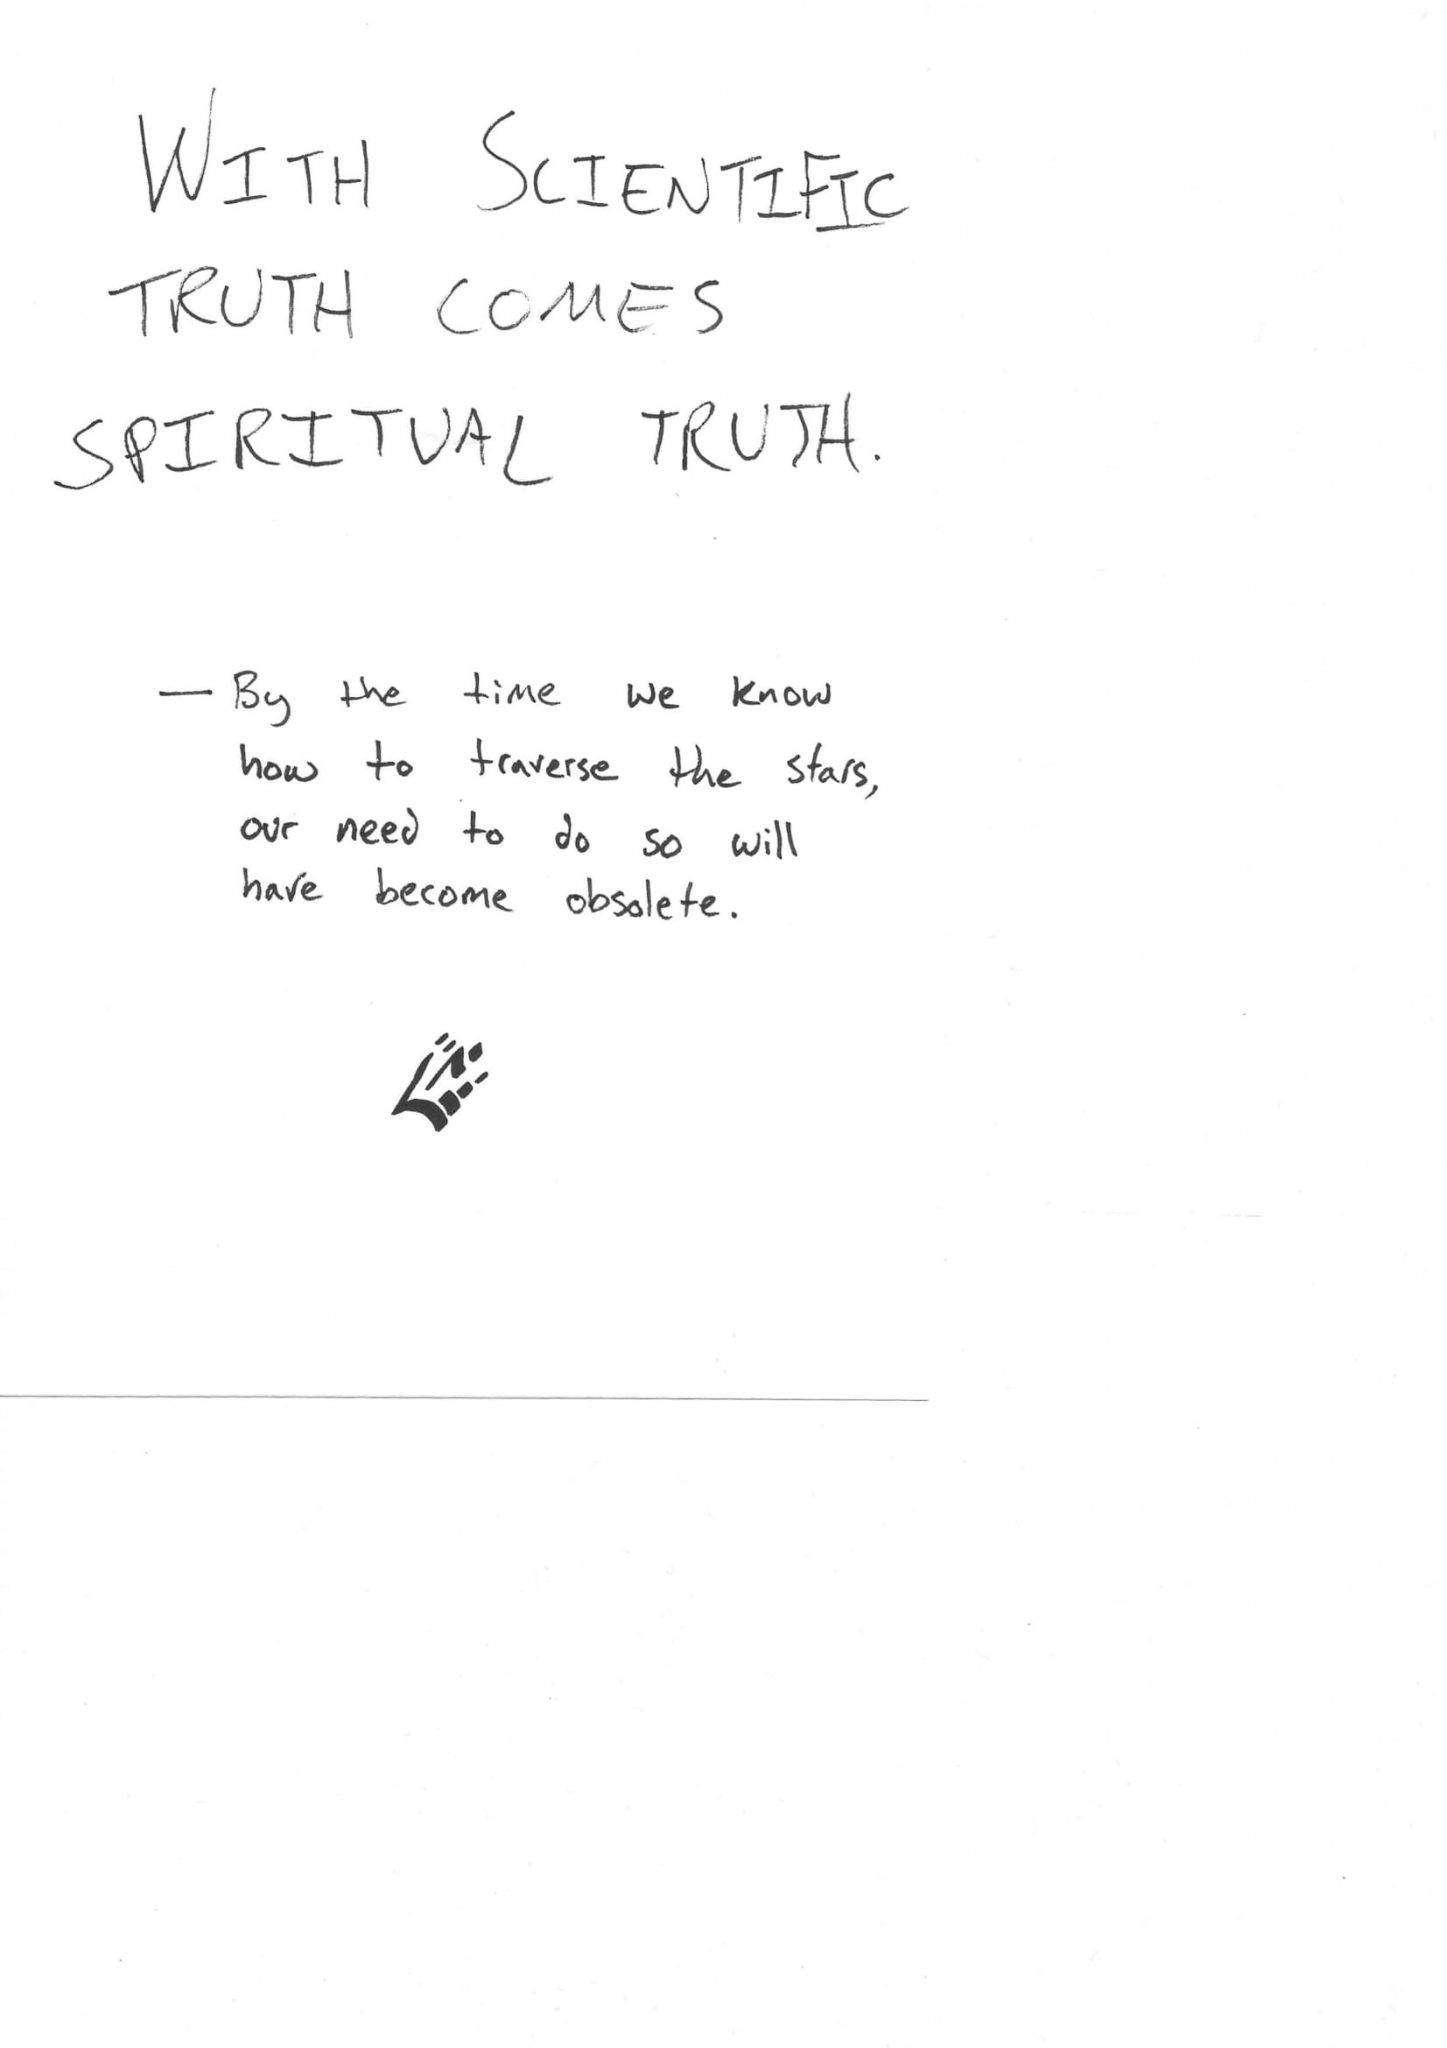 WITH SCIENTIFIC
TRUTH COMES
SPIRITUAL TRUTH.
— By the time we know
how to traverse the stars,
our need to do so will
have become obsolete.